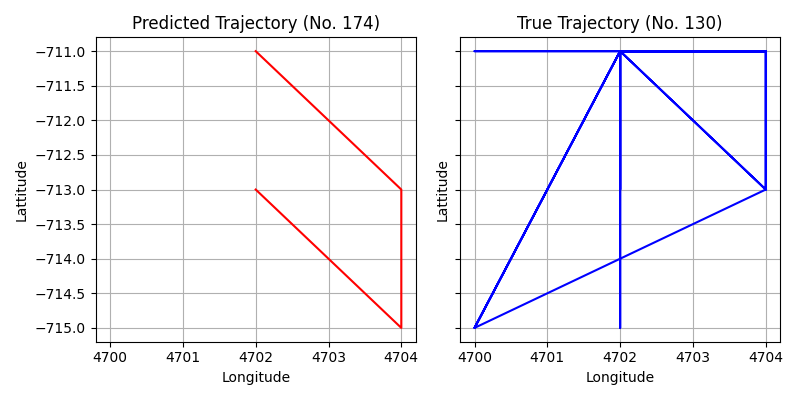 Predicted Trajectory (No. 174)
True Trajectory (No. 130)
−711.0
−711.5
−712.0
−712.5
−713.0
−713.5
−714.0
−714.5
−715.0
Lattitude
Lattitude
4700 4701 4702 4703 4704
4700 4701 4702 4703 4704
Longitude
Longitude